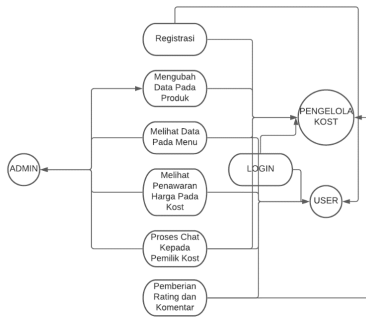 Registrasi
Mengubah
Data Pada
Produk
PENGELOLA
KOST
Melihat Data
Pada Menu
ADMIN
LOGIN
Melihat
Penawaran
Harga Pada
Kost
USER
Proses Chat
Kepada
Pemilik Kost
Pemberian
Rating dan
Komentar